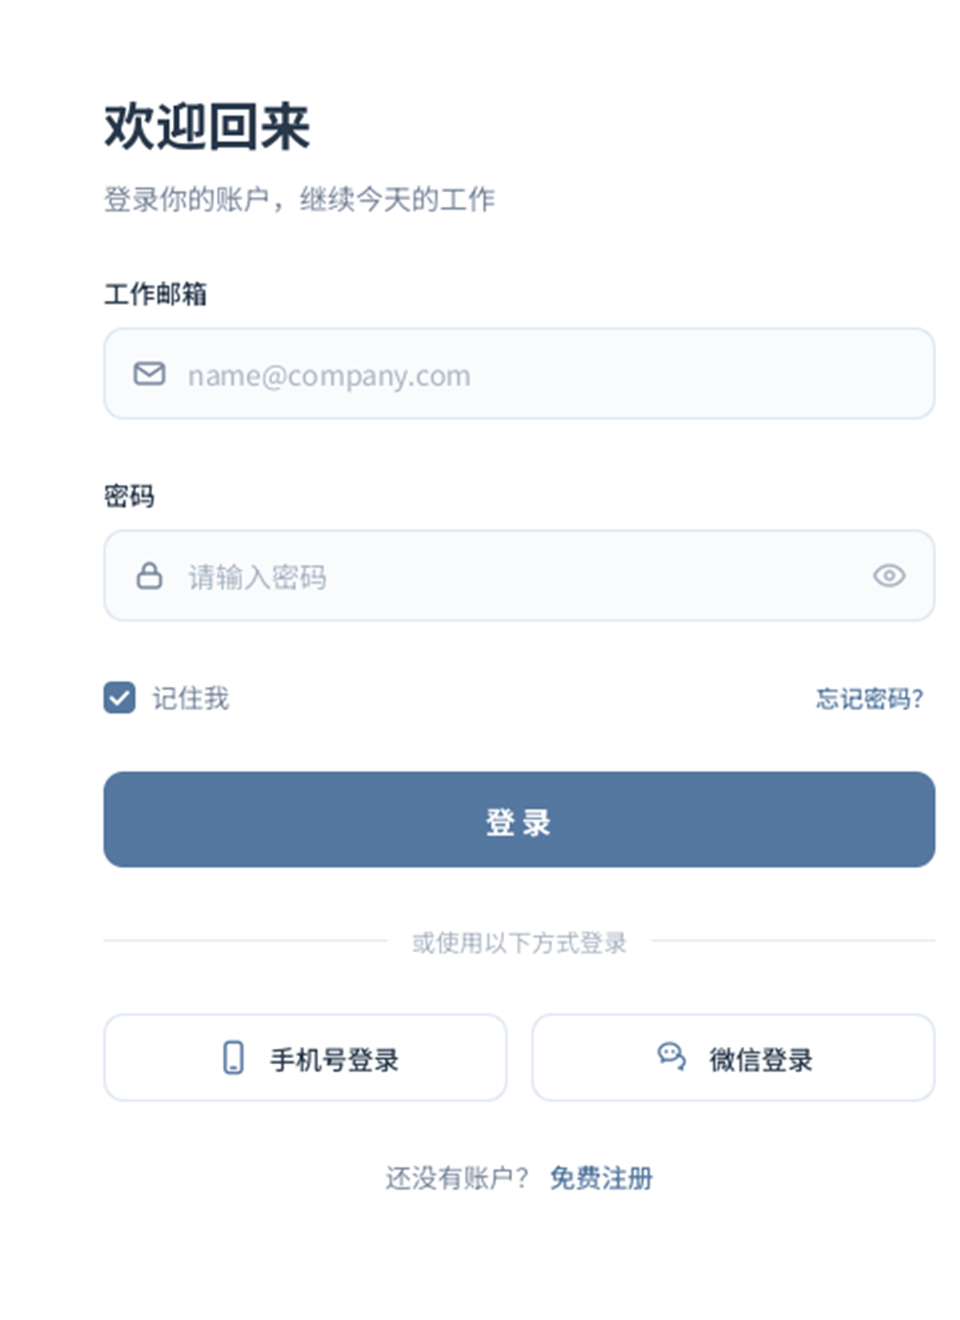 欢迎回来
登录你的账户，继续今天的工作
工作邮箱
name@company.com
密码
请输入密码
记住我 忘记密码？
登 录
或使用以下方式登录
手机号登录 微信登录
还没有账户？ 免费注册